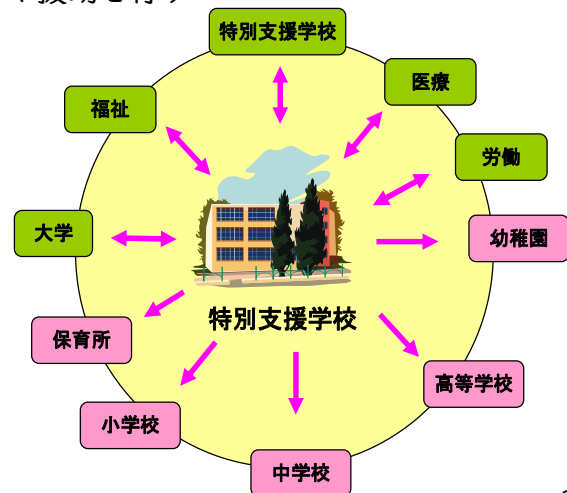 特別支援学校
医療
福祉
労働
大学
幼稚園
特別支援学校
保育所
高等学校
小学校
中学校